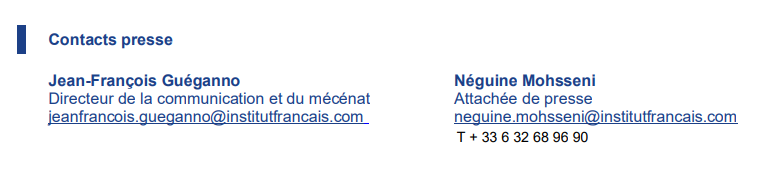 Contacts presse
Jean-François Guéganno
Directeur de la communication et du mécénat
jeanfrancois.gueganno@institutfrancais.com
Néguine Mohsseni
Attachée de presse
neguine.mohsseni@institutfrancais.com
T + 33 6 32 68 96 90